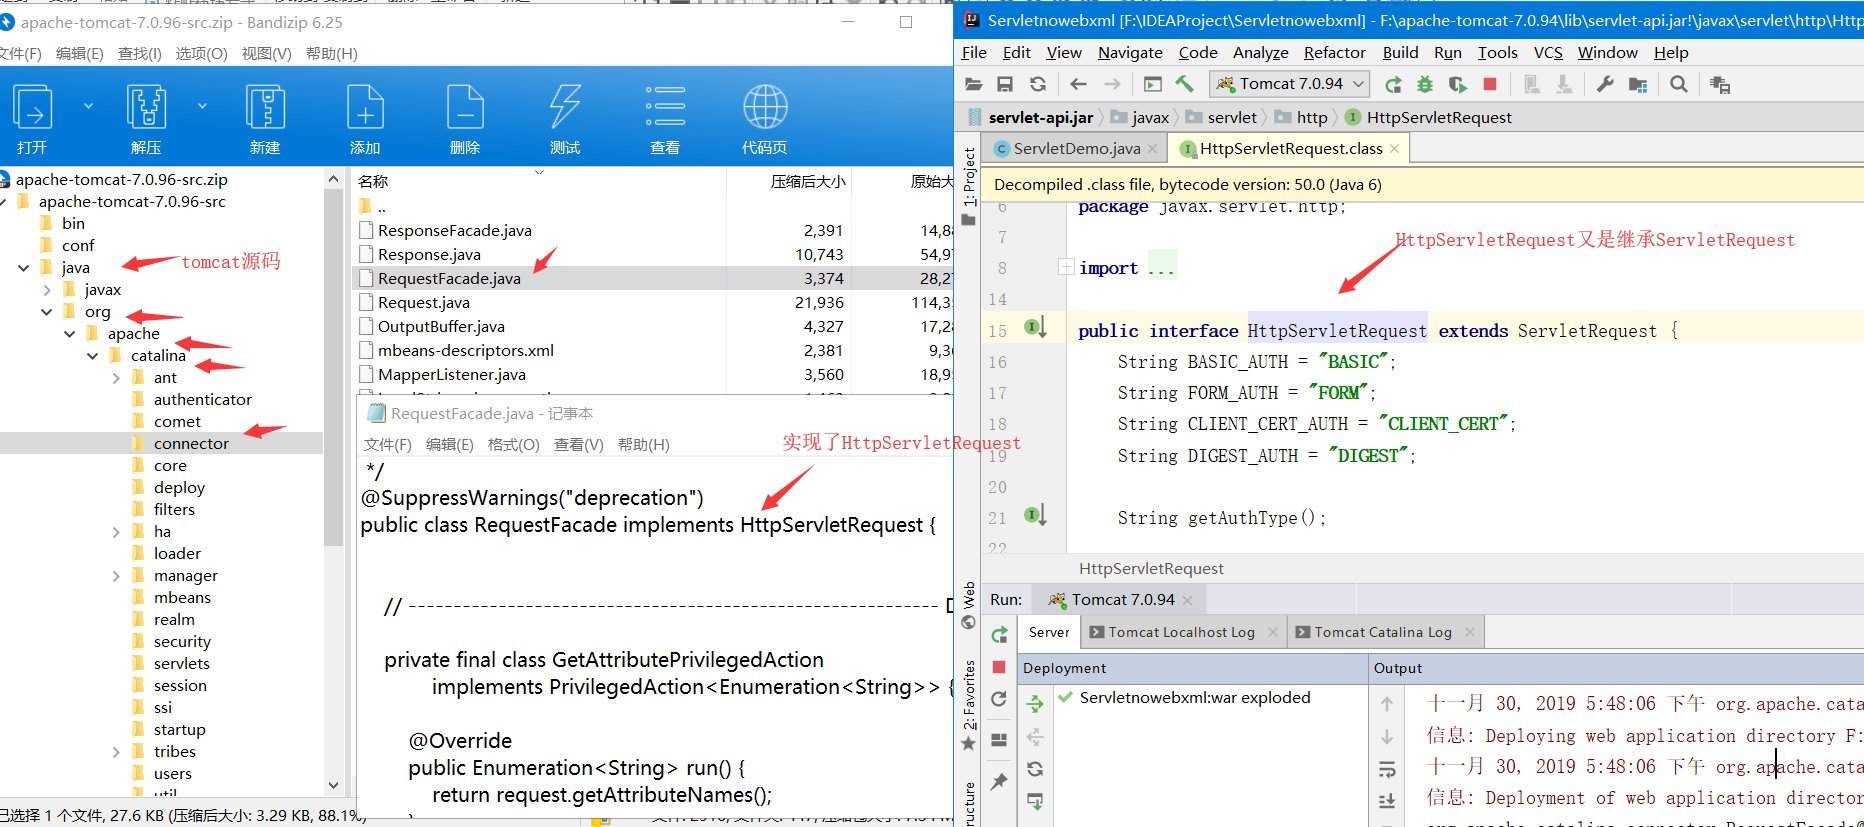 apache-tomcat-7.0.96-src.zip - Bandizip 6.25
文件(F) 编辑(E) 查找(I) 选项(O) 视图(V) 帮助(H)
打开 解压 新建 添加 删除 测试 查看 代码页
apache-tomcat-7.0.96-src.zip
apache-tomcat-7.0.96-src
bin
conf
java
tomcat源码
javax
org
apache
catalina
ant
authenticator
comet
connector
core
deploy
filters
ha
loader
manager
mbeans
realm
security
servlets
session
ssi
startup
tribes
users
util
名称 压缩后大小 原始大
..
ResponseFacade.java 2,391 14,88
Response.java 10,743 54,97
RequestFacade.java 3,374 28,27
Request.java 21,936 114,35
OutputBuffer.java 4,327 17,28
mbeans-descriptors.xml 2,381 9,36
MapperListener.java 3,560 18,95
RequestFacade.java - 记事本
文件(F) 编辑(E) 格式(O) 查看(V) 帮助(H)
实现了HttpServletRequest
*/
@SuppressWarnings("deprecation")
public class RequestFacade implements HttpServletRequest {
// ----------------------------------------------------------- D
private final class GetAttributePrivilegedAction
implements PrivilegedAction<Enumeration<String>> {
@Override
public Enumeration<String> run() {
return request.getAttributeNames();
已选择 1 个文件, 27.6 KB (压缩后大小: 3.29 KB, 88.1%)
Servletnowebxml [F:\IDEAProject\Servletnowebxml] - F:\apache-tomcat-7.0.94\lib\servlet-api.jar!\javax\servlet\http\Http
File Edit View Navigate Code Analyze Refactor Build Run Tools VCS Window Help
Tomcat 7.0.94
servlet-api.jar javax servlet http HttpServletRequest
ServletDemo.java HttpServletRequest.class
1: Project
Decompiled .class file, bytecode version: 50.0 (Java 6)
6 package javax.servlet.http;
7
HttpServletRequest又是继承ServletRequest
8 import ...
14
15 public interface HttpServletRequest extends ServletRequest {
16 String BASIC_AUTH = "BASIC";
17 String FORM_AUTH = "FORM";
18 String CLIENT_CERT_AUTH = "CLIENT_CERT";
19 String DIGEST_AUTH = "DIGEST";
20
21 String getAuthType();
22
HttpServletRequest
Web
2: Favorites
Run: Tomcat 7.0.94
Server Tomcat Localhost Log Tomcat Catalina Log
Deployment Output
Servletnowebxml:war exploded
十一月 30, 2019 5:48:06 下午 org.apache.cata
信息: Deploying web application directory F:
十一月 30, 2019 5:48:06 下午 org.apache.cata
信息: Deployment of web application director